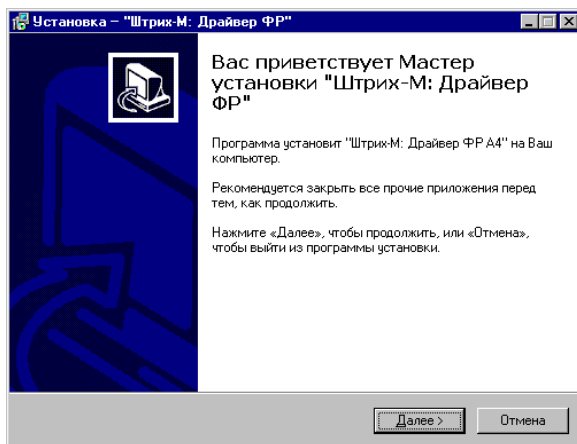 Установка – "Штрих-М: Драйвер ФР"
Вас приветствует Мастер
установки "Штрих-М: Драйвер
ФР"
Программа установит "Штрих-М: Драйвер ФР А4" на Ваш
компьютер.
Рекомендуется закрыть все прочие приложения перед
тем, как продолжить.
Нажмите «Далее», чтобы продолжить, или «Отмена»,
чтобы выйти из программы установки.
Далее > Отмена